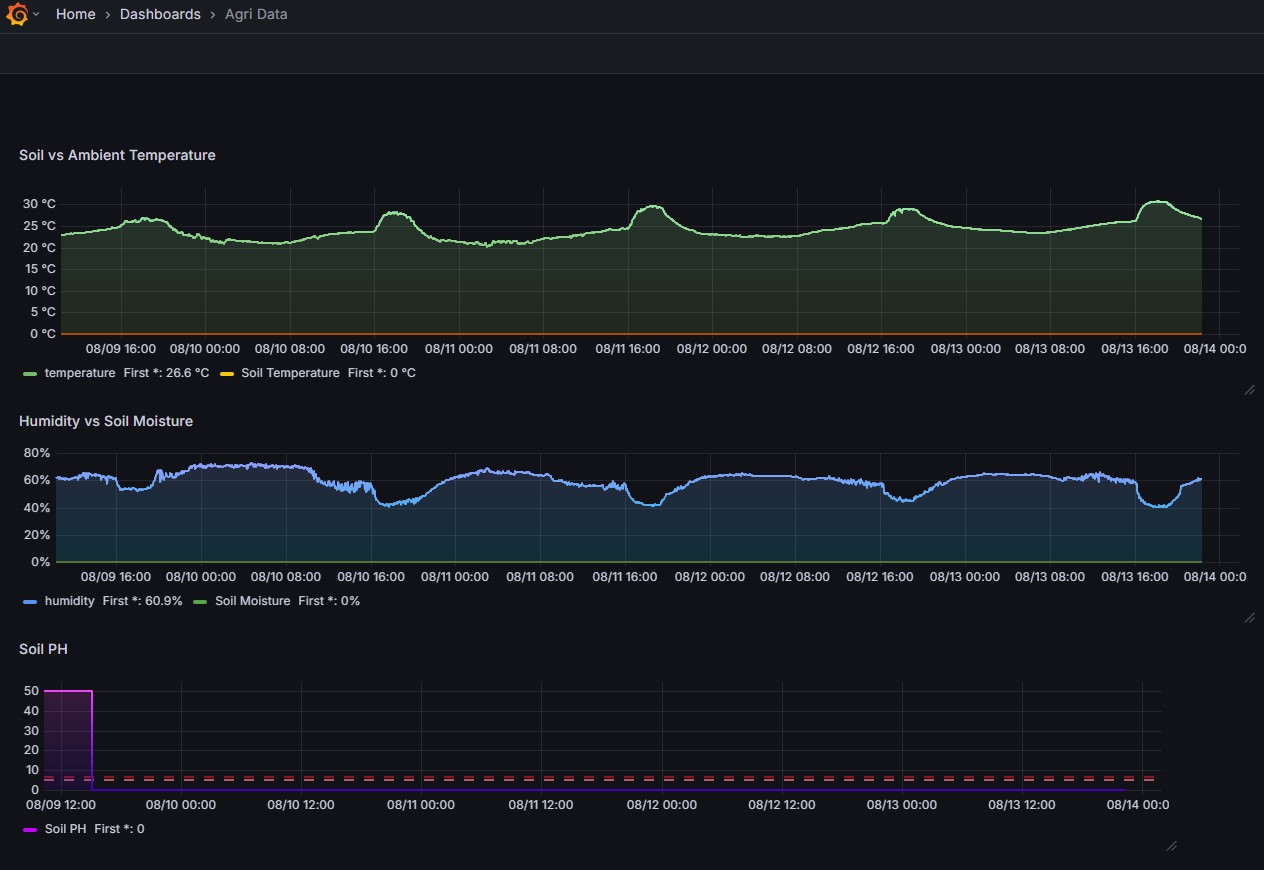 Home › Dashboards › Agri Data
Soil vs Ambient Temperature
30 °C
25 °C
20 °C
15 °C
10 °C
5 °C
0 °C
08/09 16:00 08/10 00:00 08/10 08:00 08/10 16:00 08/11 00:00 08/11 08:00 08/11 16:00 08/12 00:00 08/12 08:00 08/12 16:00 08/13 00:00 08/13 08:00 08/13 16:00 08/14 00:0
temperature First *: 26.6 °C Soil Temperature First *: 0 °C
Humidity vs Soil Moisture
80%
60%
40%
20%
0%
08/09 16:00 08/10 00:00 08/10 08:00 08/10 16:00 08/11 00:00 08/11 08:00 08/11 16:00 08/12 00:00 08/12 08:00 08/12 16:00 08/13 00:00 08/13 08:00 08/13 16:00 08/14 00:0
humidity First *: 60.9% Soil Moisture First *: 0%
Soil PH
50
40
30
20
10
0
08/09 12:00 08/10 00:00 08/10 12:00 08/11 00:00 08/11 12:00 08/12 00:00 08/12 12:00 08/13 00:00 08/13 12:00 08/14 00:0
Soil PH First *: 0